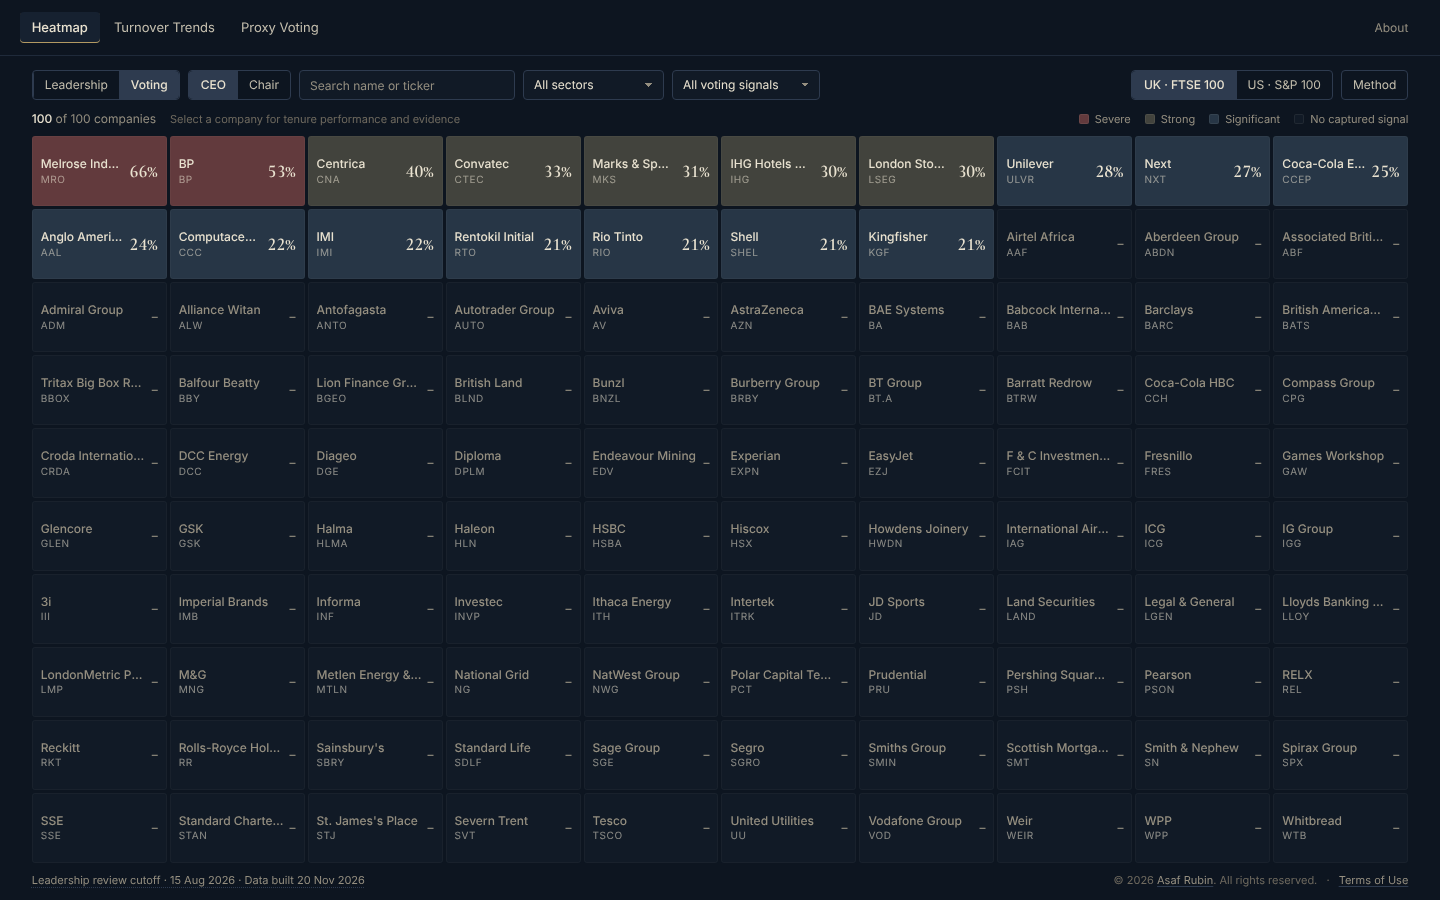 Heatmap Turnover Trends Proxy Voting About
Leadership Voting CEO Chair Search name or ticker All sectors All voting signals UK · FTSE 100 US · S&P 100 Method
100 of 100 companies Select a company for tenure performance and evidence Severe Strong Significant No captured signal
Melrose Ind... 66% BP 53% Centrica 40% Convatec 33% Marks & Sp... 31% IHG Hotels ... 30% London Sto... 30% Unilever 28% Next 27% Coca-Cola E... 25%
MRO BP CNA CTEC MKS IHG LSEG ULVR NXT CCEP
Anglo Ameri... 24% Computace... 22% IMI 22% Rentokil Initial 21% Rio Tinto 21% Shell 21% Kingfisher 21% Airtel Africa – Aberdeen Group – Associated Briti... –
AAL CCC IMI RTO RIO SHEL KGF AAF ABDN ABF
Admiral Group – Alliance Witan – Antofagasta – Autotrader Group – Aviva – AstraZeneca – BAE Systems – Babcock Interna... – Barclays – British America... –
ADM ALW ANTO AUTO AV AZN BA BAB BARC BATS
Tritax Big Box R... – Balfour Beatty – Lion Finance Gr... – British Land – Bunzl – Burberry Group – BT Group – Barratt Redrow – Coca-Cola HBC – Compass Group –
BBOX BBY BGEO BLND BNZL BRBY BT.A BTRW CCH CPG
Croda Internatio... – DCC Energy – Diageo – Diploma – Endeavour Mining – Experian – EasyJet – F & C Investmen... – Fresnillo – Games Workshop –
CRDA DCC DGE DPLM EDV EXPN EZJ FCIT FRES GAW
Glencore – GSK – Halma – Haleon – HSBC – Hiscox – Howdens Joinery – International Air... – ICG – IG Group –
GLEN GSK HLMA HLN HSBA HSX HWDN IAG ICG IGG
3i – Imperial Brands – Informa – Investec – Ithaca Energy – Intertek – JD Sports – Land Securities – Legal & General – Lloyds Banking ... –
III IMB INF INVP ITH ITRK JD LAND LGEN LLOY
LondonMetric P... – M&G – Metlen Energy &... – National Grid – NatWest Group – Polar Capital Te... – Prudential – Pershing Squar... – Pearson – RELX –
LMP MNG MTLN NG NWG PCT PRU PSH PSON REL
Reckitt – Rolls-Royce Hol... – Sainsbury's – Standard Life – Sage Group – Segro – Smiths Group – Scottish Mortga... – Smith & Nephew – Spirax Group –
RKT RR SBRY SDLF SGE SGRO SMIN SMT SN SPX
SSE – Standard Charte... – St. James's Place – Severn Trent – Tesco – United Utilities – Vodafone Group – Weir – WPP – Whitbread –
SSE STAN STJ SVT TSCO UU VOD WEIR WPP WTB
Leadership review cutoff · 15 Aug 2026 · Data built 20 Nov 2026 © 2026 Asaf Rubin. All rights reserved. · Terms of Use